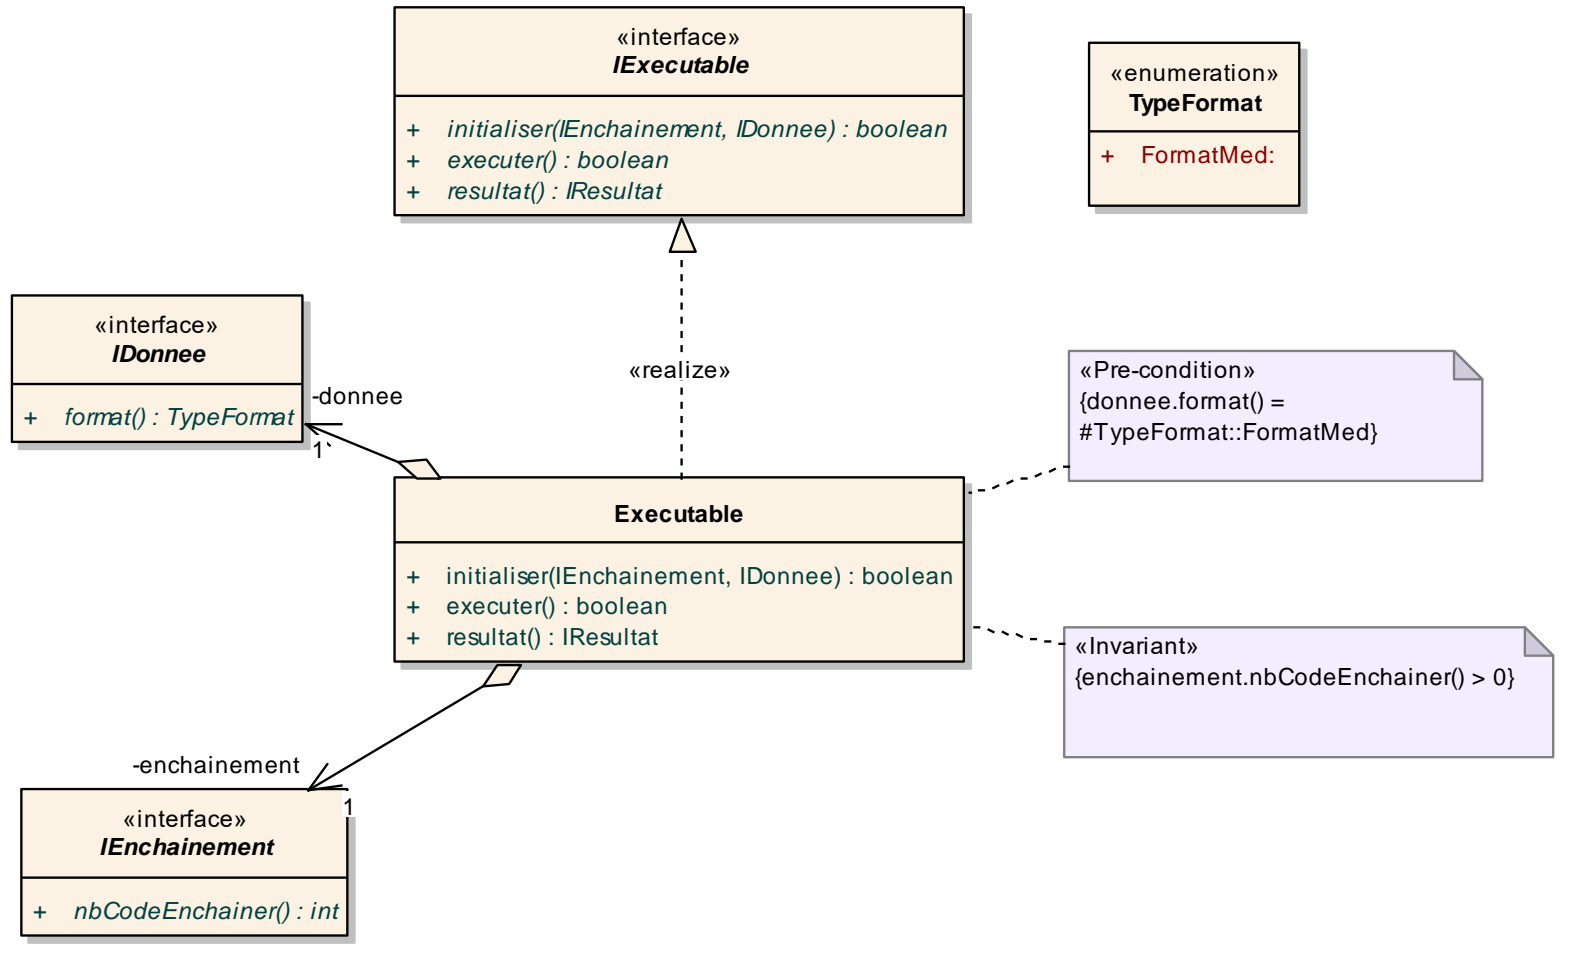 «interface»
IExecutable
+ initialiser(IEnchainement, IDonnee) : boolean
+ executer() : boolean
+ resultat() : IResultat
«enumeration»
TypeFormat
+ FormatMed:
«interface»
IDonnee
+ format() : TypeFormat
-donnee
1
«realize»
«Pre-condition»
{donnee.format() =
#TypeFormat::FormatMed}
Executable
+ initialiser(IEnchainement, IDonnee) : boolean
+ executer() : boolean
+ resultat() : IResultat
«Invariant»
{enchainement.nbCodeEnchainer() > 0}
-enchainement
1
«interface»
IEnchainement
+ nbCodeEnchainer() : int